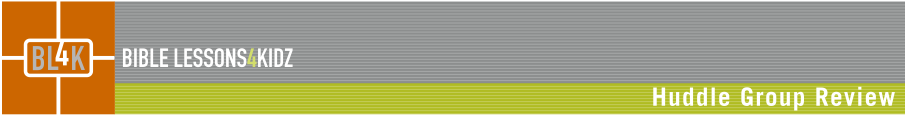 BL4K
BIBLE LESSONS4KIDZ
Huddle Group Review